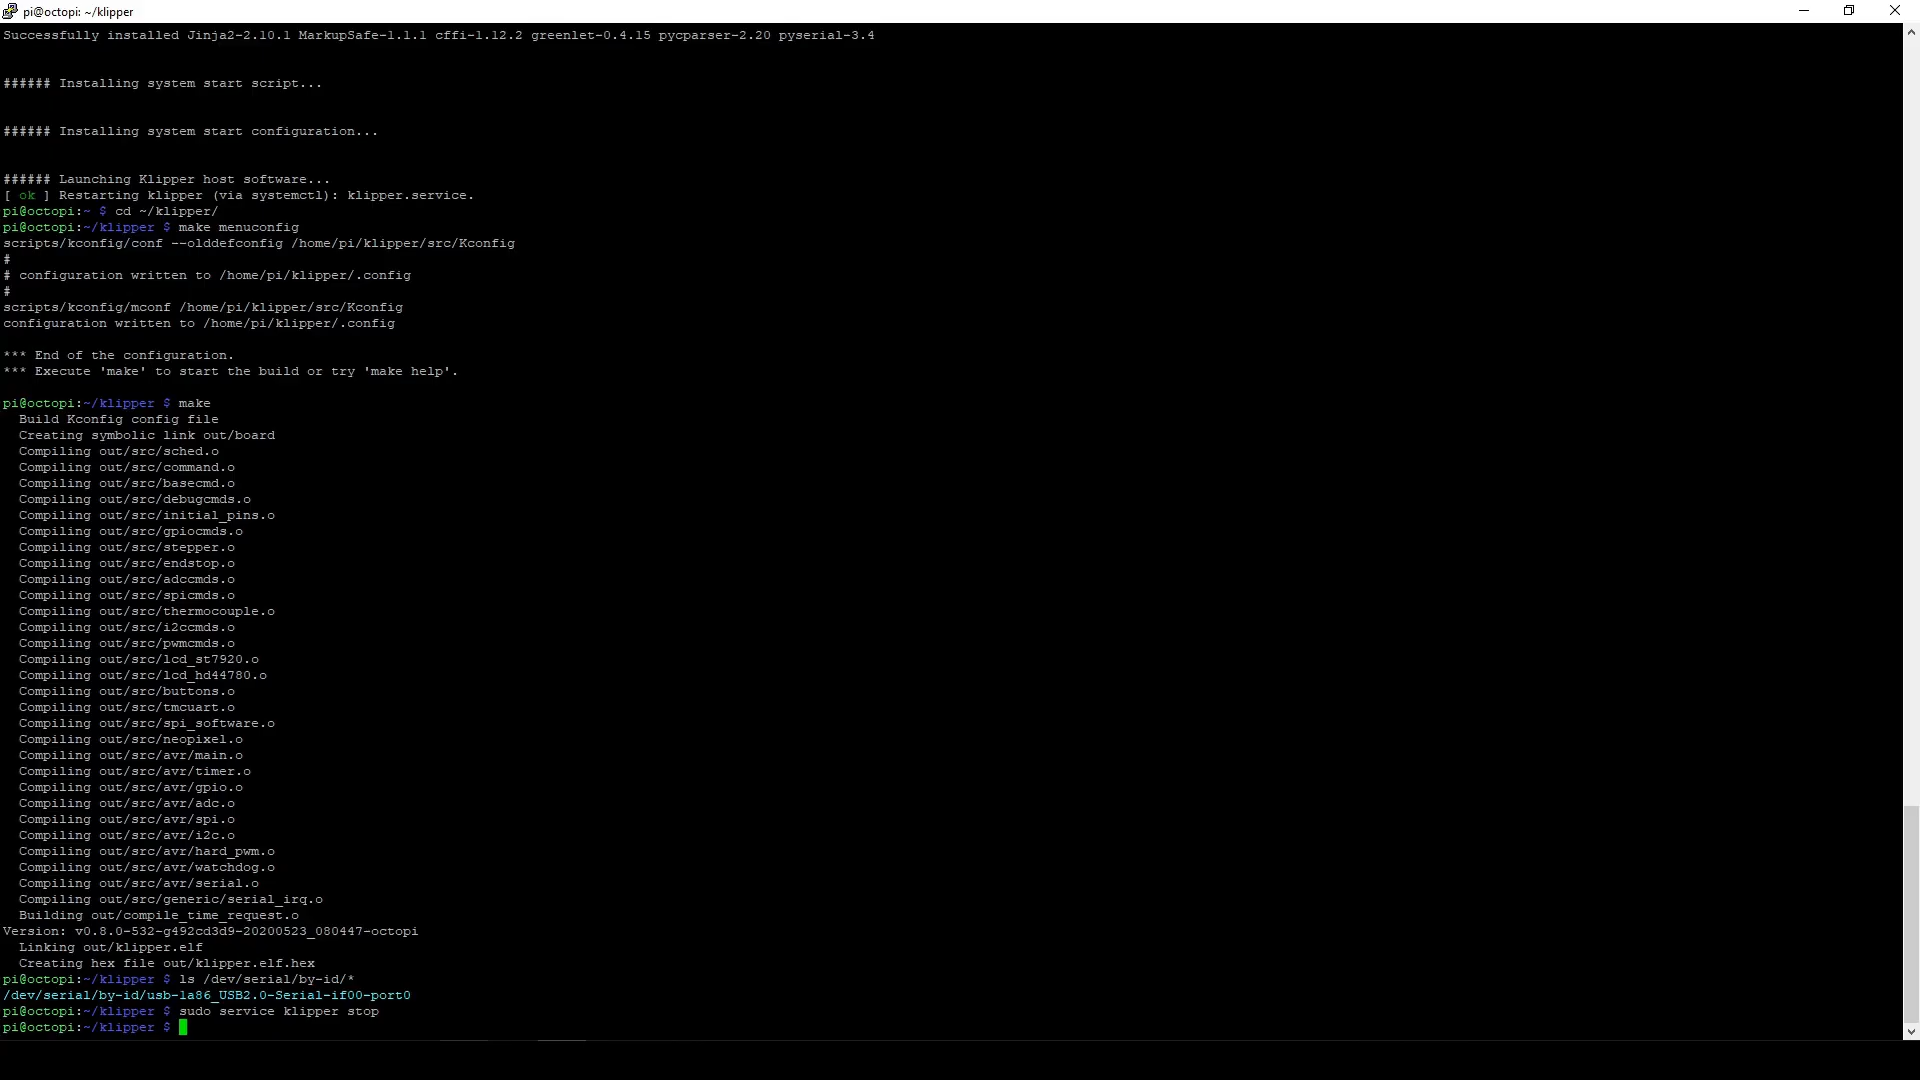 pi@octopi: ~/klipper
Successfully installed Jinja2-2.10.1 MarkupSafe-1.1.1 cffi-1.12.2 greenlet-0.4.15 pycparser-2.20 pyserial-3.4
###### Installing system start script...
###### Installing system start configuration...
###### Launching Klipper host software...
[ ok ] Restarting klipper (via systemctl): klipper.service.
pi@octopi:~ $ cd ~/klipper/
pi@octopi:~/klipper $ make menuconfig
scripts/kconfig/conf --olddefconfig /home/pi/klipper/src/Kconfig
#
# configuration written to /home/pi/klipper/.config
#
scripts/kconfig/mconf /home/pi/klipper/src/Kconfig
configuration written to /home/pi/klipper/.config
*** End of the configuration.
*** Execute 'make' to start the build or try 'make help'.
pi@octopi:~/klipper $ make
Build Kconfig config file
Creating symbolic link out/board
Compiling out/src/sched.o
Compiling out/src/command.o
Compiling out/src/basecmd.o
Compiling out/src/debugcmds.o
Compiling out/src/initial_pins.o
Compiling out/src/gpiocmds.o
Compiling out/src/stepper.o
Compiling out/src/endstop.o
Compiling out/src/adccmds.o
Compiling out/src/spicmds.o
Compiling out/src/thermocouple.o
Compiling out/src/i2ccmds.o
Compiling out/src/pwmcmds.o
Compiling out/src/lcd_st7920.o
Compiling out/src/lcd_hd44780.o
Compiling out/src/buttons.o
Compiling out/src/tmcuart.o
Compiling out/src/spi_software.o
Compiling out/src/neopixel.o
Compiling out/src/avr/main.o
Compiling out/src/avr/timer.o
Compiling out/src/avr/gpio.o
Compiling out/src/avr/adc.o
Compiling out/src/avr/spi.o
Compiling out/src/avr/i2c.o
Compiling out/src/avr/hard_pwm.o
Compiling out/src/avr/watchdog.o
Compiling out/src/avr/serial.o
Compiling out/src/generic/serial_irq.o
Building out/compile_time_request.o
Version: v0.8.0-532-g492cd3d9-20200523_080447-octopi
Linking out/klipper.elf
Creating hex file out/klipper.elf.hex
pi@octopi:~/klipper $ ls /dev/serial/by-id/*
/dev/serial/by-id/usb-1a86_USB2.0-Serial-if00-port0
pi@octopi:~/klipper $ sudo service klipper stop
pi@octopi:~/klipper $